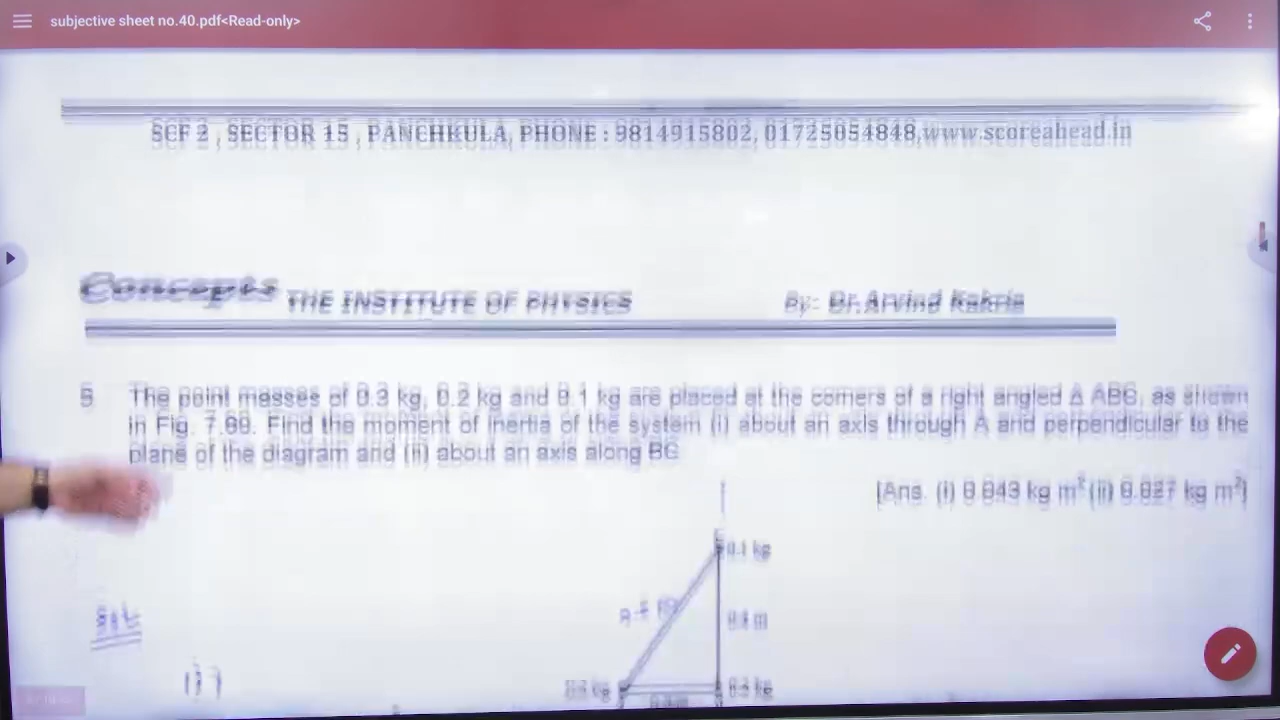 subjective sheet no.40.pdf<Read-only>
SCF 2 , SECTOR 15 , PANCHKULA, PHONE : 9814915802, 01725054848,www.scoreahead.in
Concepts THE INSTITUTE OF PHYSICS By: Dr.Arvind Kakria
5 The point masses of 0.3 kg, 0.2 kg and 0.1 kg are placed at the corners of a right angled Δ ABC, as shown
in Fig. 7.69. Find the moment of inertia of the system (i) about an axis through A and perpendicular to the
plane of the diagram and (ii) about an axis along BC
[Ans. (i) 0.043 kg m² (ii) 0.027 kg m²]
0.1 kg
Sol:
(i)
0.3 kg 0.2 kg
0.3m